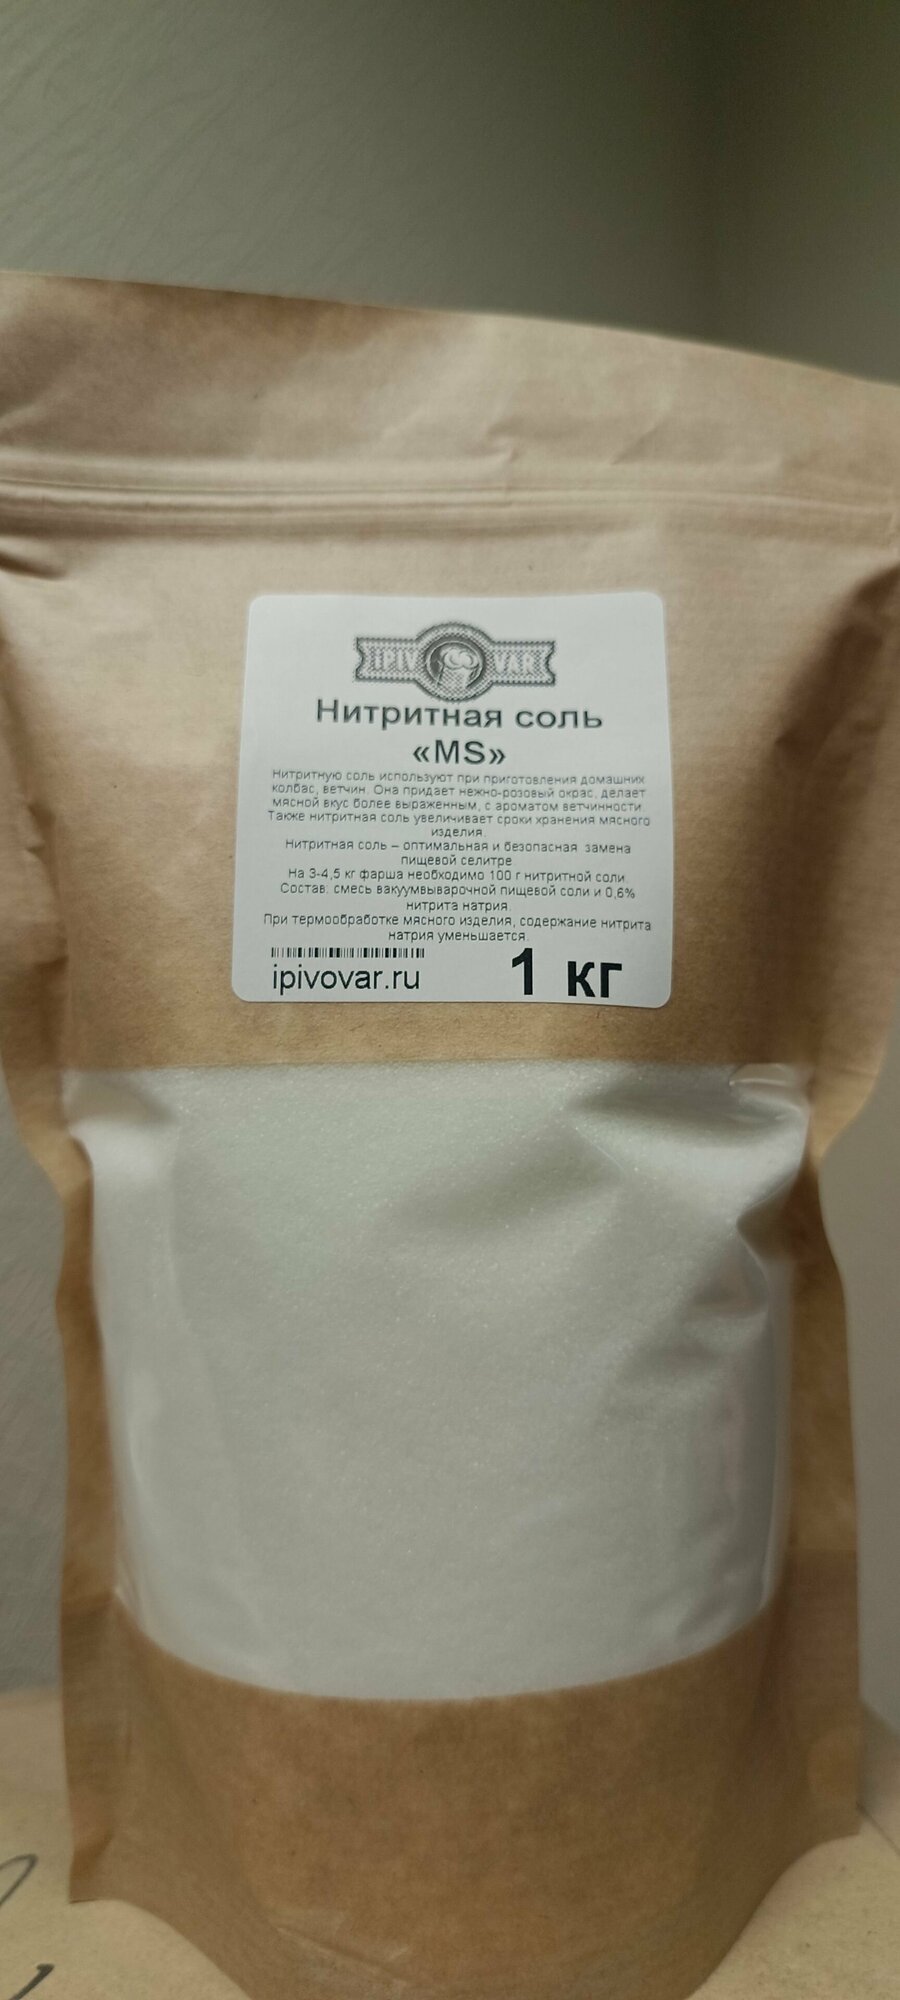 IPIV VAR
Нитритная соль
«MS»
Нитритную соль используют при приготовления домашних
колбас, ветчин. Она придает нежно-розовый окрас, делает
мясной вкус более выраженным, с ароматом ветчинности.
Также нитритная соль увеличивает сроки хранения мясного
изделия.
Нитритная соль – оптимальная и безопасная замена
пищевой селитре
На 3-4,5 кг фарша необходимо 100 г нитритной соли.
Состав: смесь вакуумвыварочной пищевой соли и 0,6%
нитрита натрия.
При термообработке мясного изделия, содержание нитрита
натрия уменьшается.
ipivovar.ru
1 кг